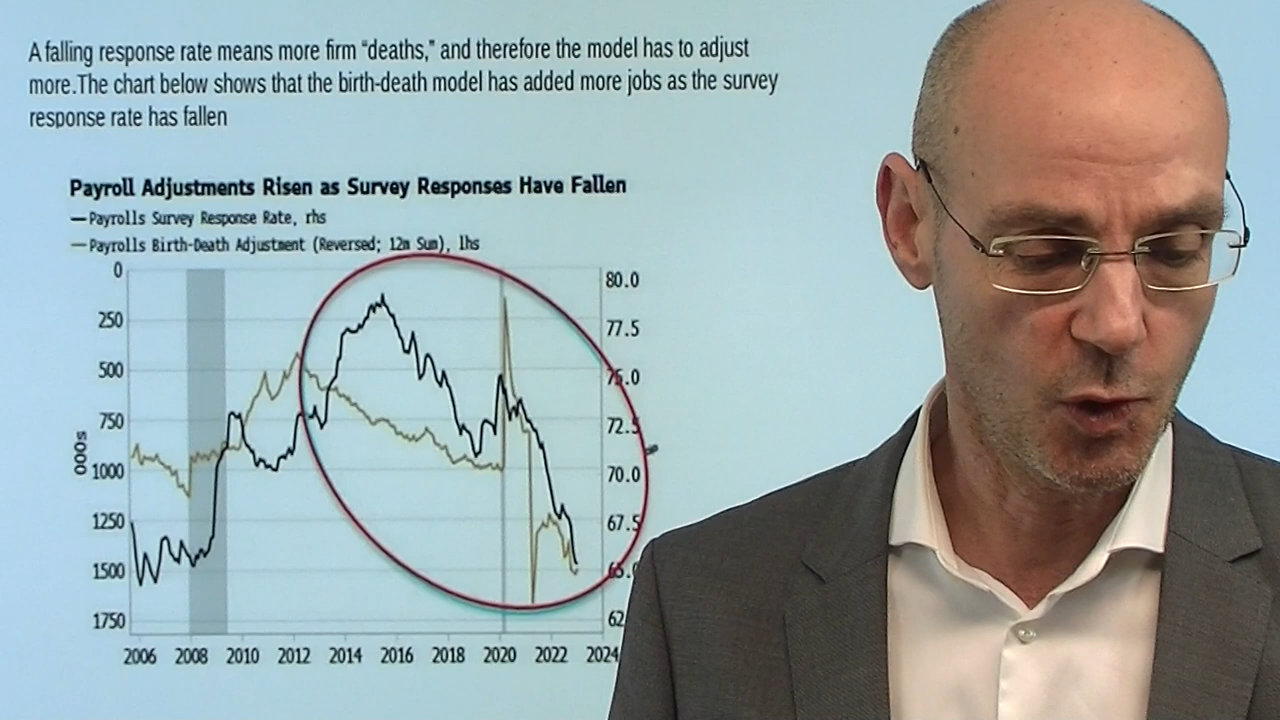 A falling response rate means more firm "deaths," and therefore the model has to adjust
more.The chart below shows that the birth-death model has added more jobs as the survey
response rate has fallen
Payroll Adjustments Risen as Survey Responses Have Fallen
Payrolls Survey Response Rate, rhs
Payrolls Birth-Death Adjustment (Reversed; 12m Sum), lhs
0
250
500
750
1000
1250
1500
1750
000s
80.0
77.5
75.0
72.5
70.0
67.5
65.0
62
2006 2008 2010 2012 2014 2016 2018 2020 2022 2024